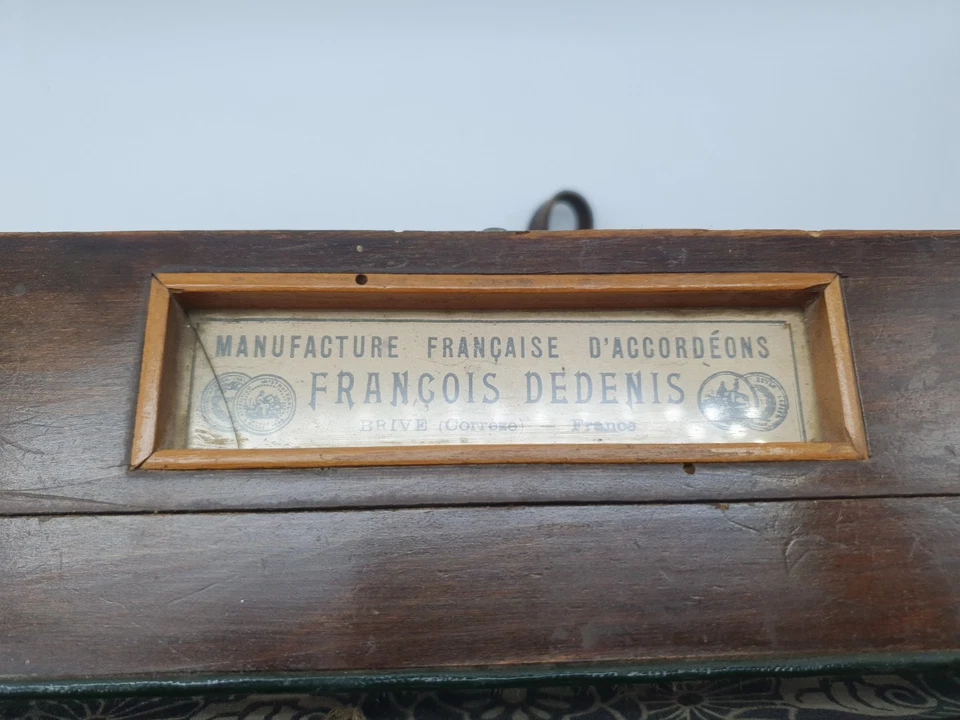 MANUFACTURE FRANÇAISE D'ACCORDÉONS
FRANÇOIS DEDENIS
BRIVE (Corrèze) — France